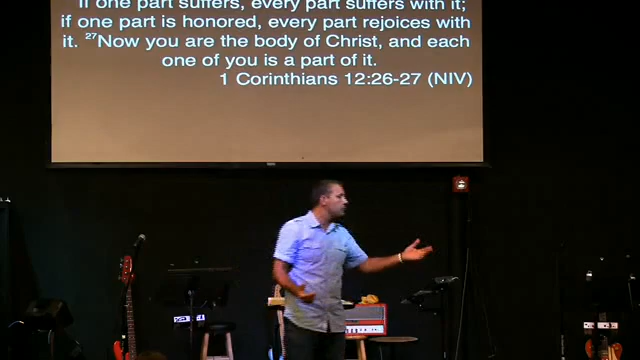 If one part suffers, every part suffers with it;
if one part is honored, every part rejoices with
it. ²⁷Now you are the body of Christ, and each
one of you is a part of it.
1 Corinthians 12:26-27 (NIV)